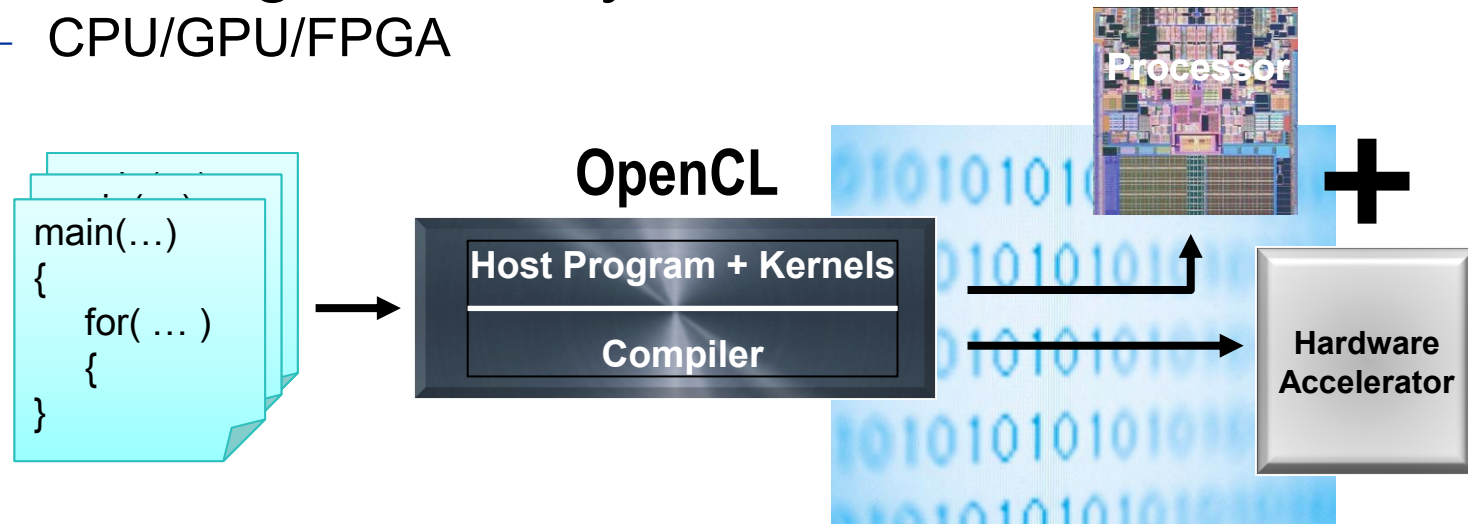 – CPU/GPU/FPGA
Processor
OpenCL
+
main(…)
{
for( … )
{
}
Host Program + Kernels
Compiler
Hardware
Accelerator